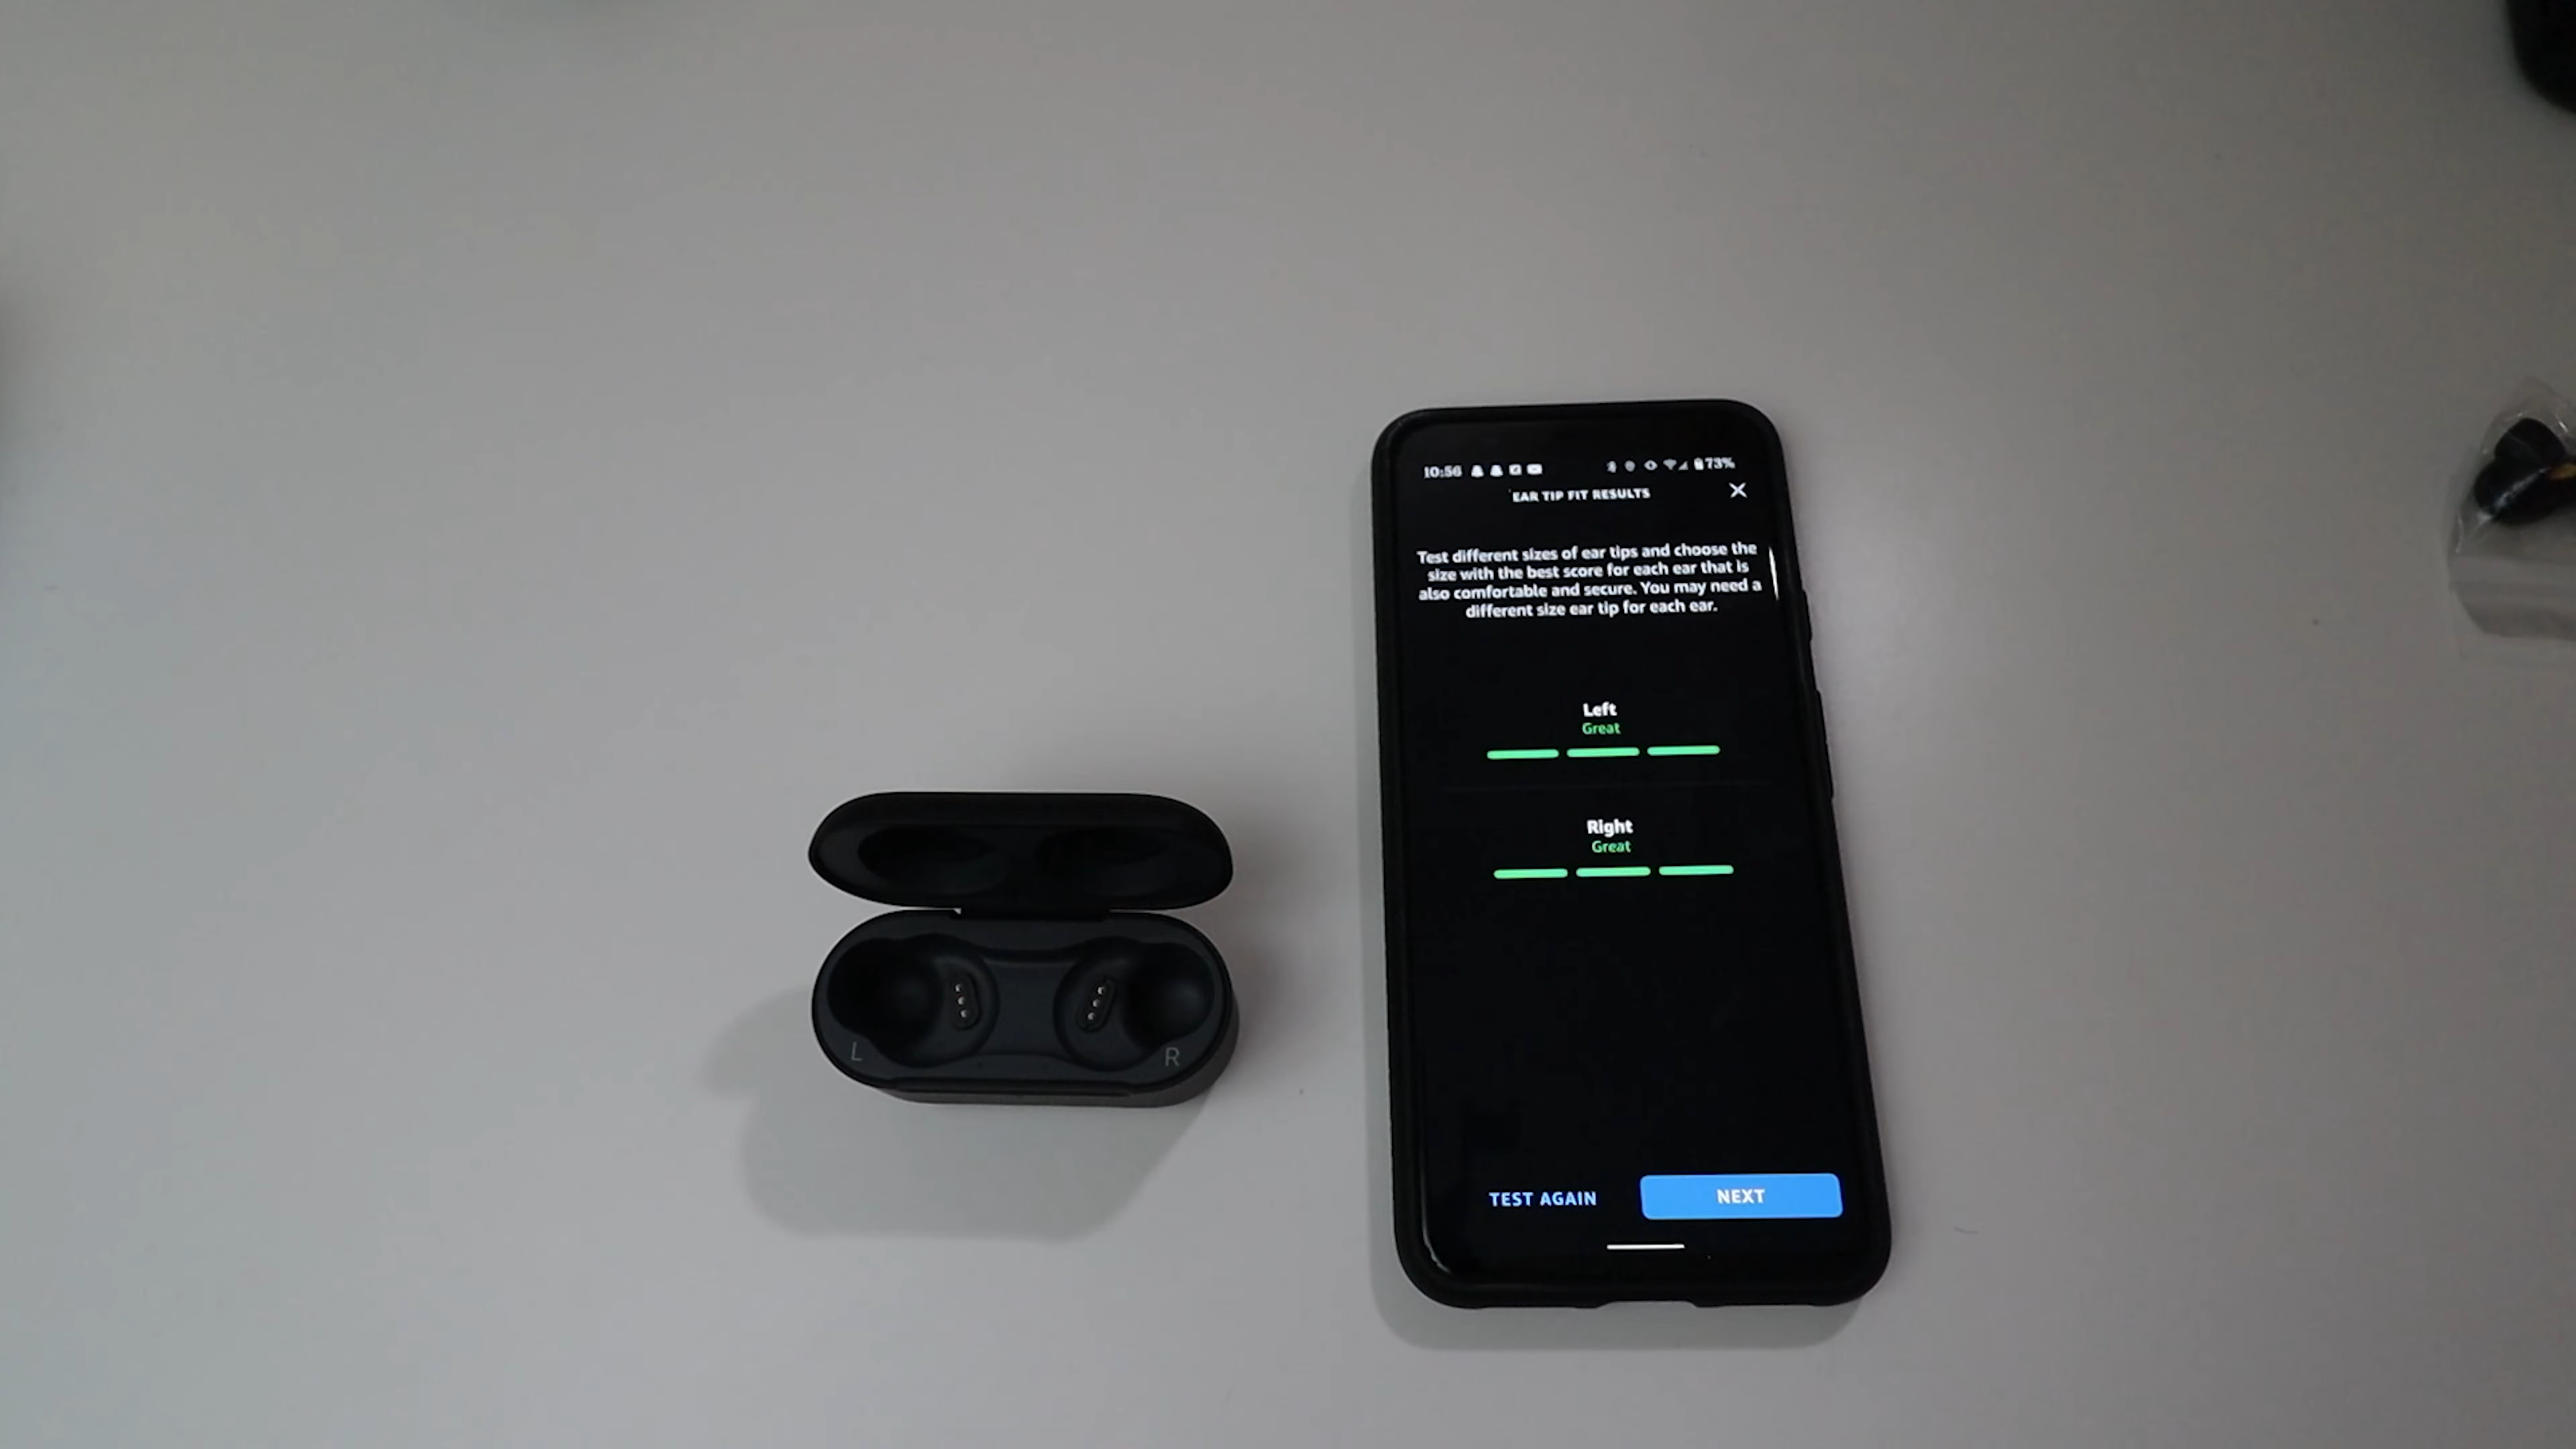 10:56
73%
EAR TIP FIT RESULTS
Test different sizes of ear tips and choose the
size with the best score for each ear that is
also comfortable and secure. You may need a
different size ear tip for each ear.
Left
Great
Right
Great
TEST AGAIN
NEXT
L
R